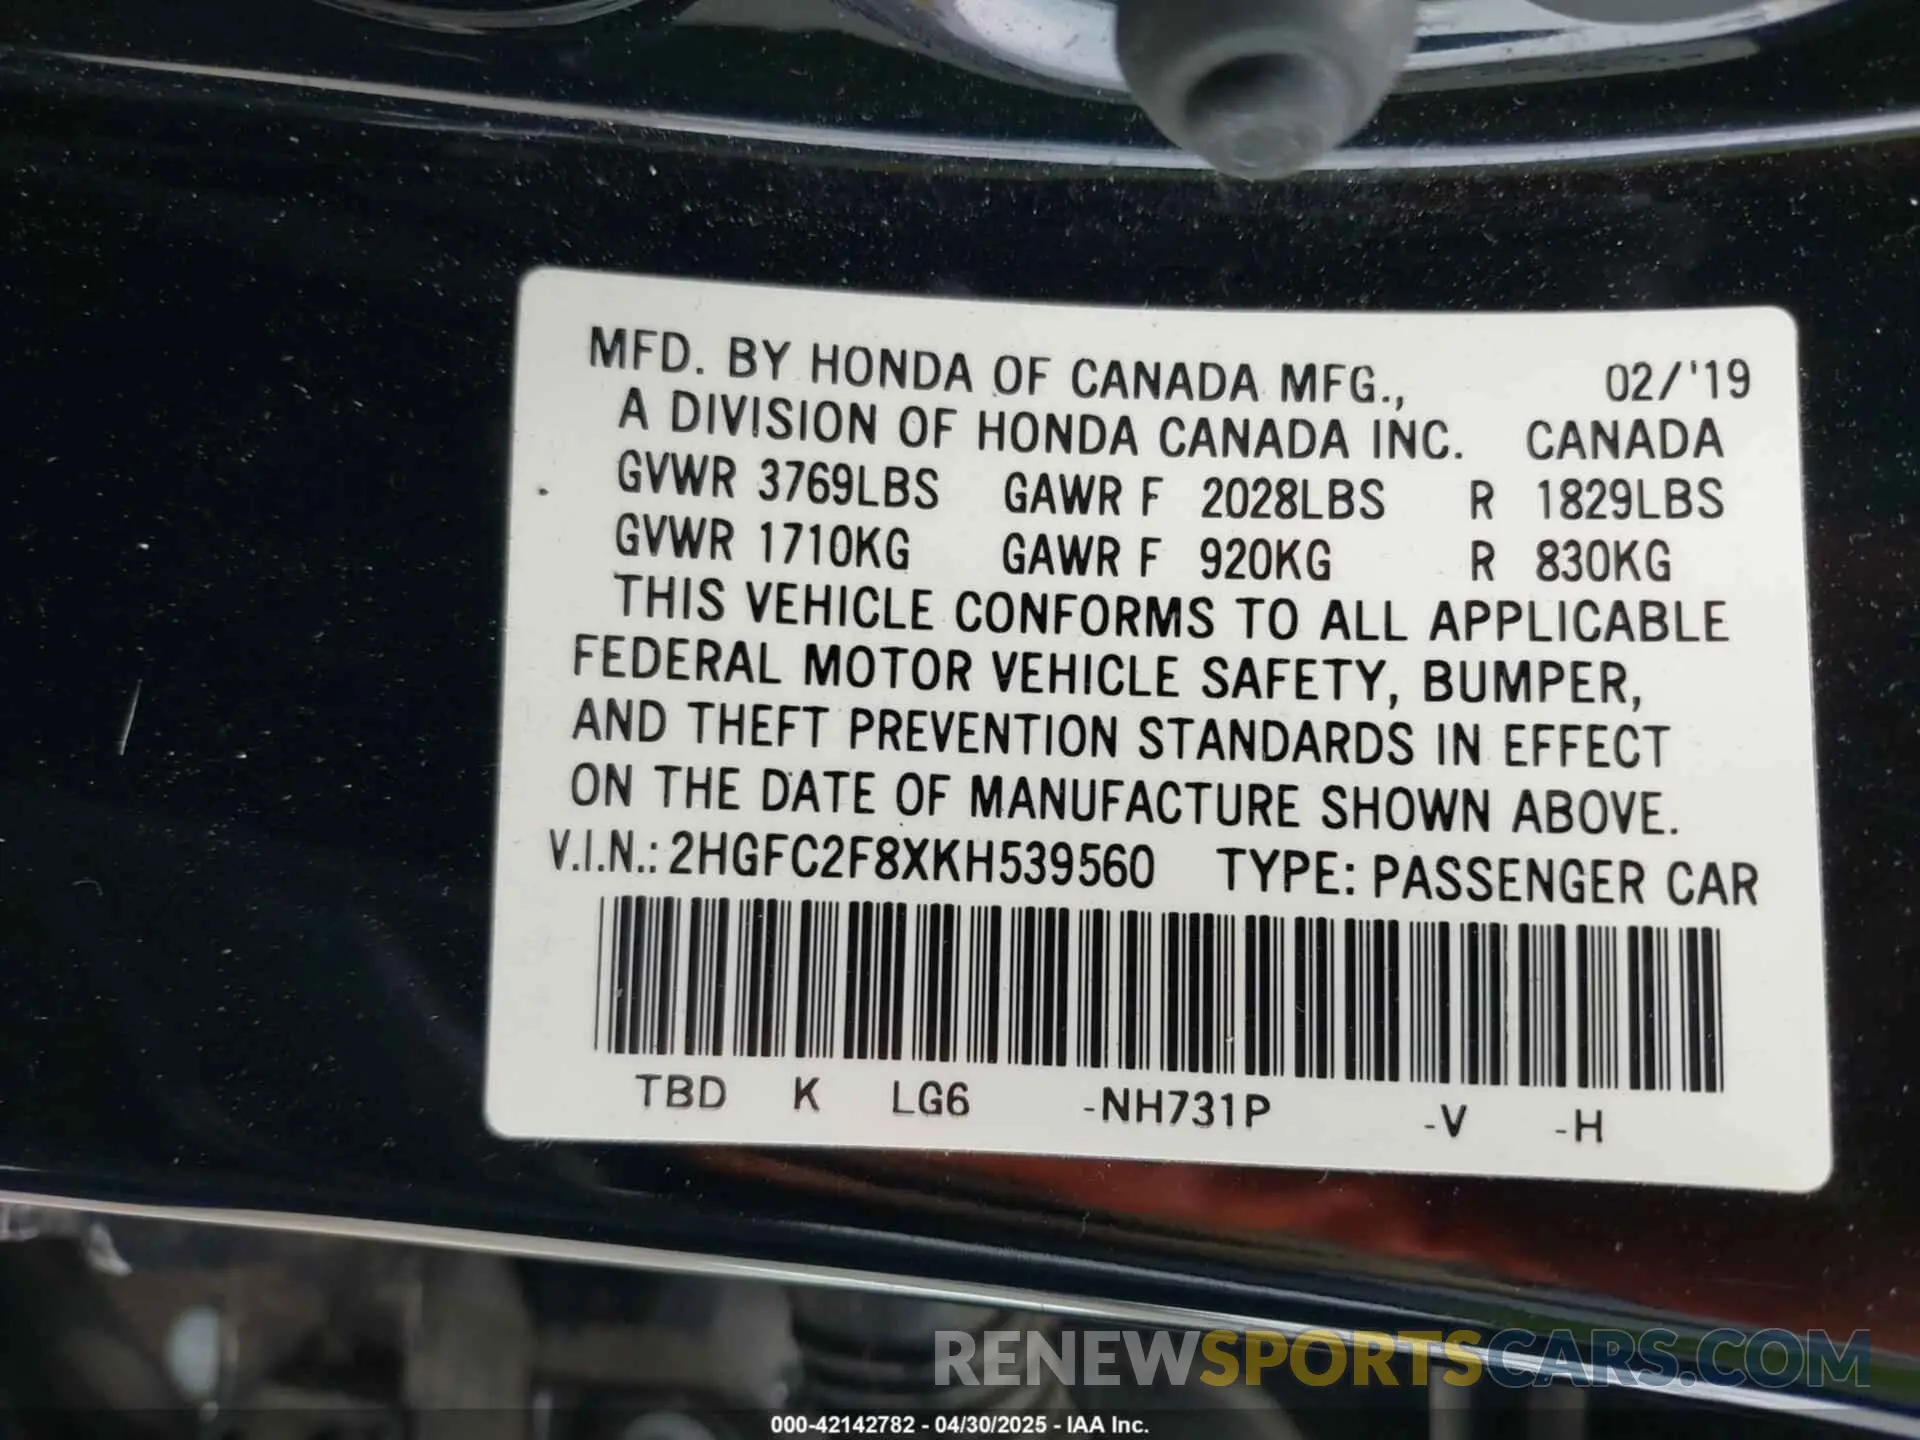 MFD. BY HONDA OF CANADA MFG., 02/'19
A DIVISION OF HONDA CANADA INC. CANADA
GVWR 3769LBS GAWR F 2028LBS R 1829LBS
GVWR 1710KG GAWR F 920KG R 830KG
THIS VEHICLE CONFORMS TO ALL APPLICABLE
FEDERAL MOTOR VEHICLE SAFETY, BUMPER,
AND THEFT PREVENTION STANDARDS IN EFFECT
ON THE DATE OF MANUFACTURE SHOWN ABOVE.
V.I.N.: 2HGFC2F8XKH539560 TYPE: PASSENGER CAR
TBD K LG6 -NH731P -V -H
RENEWSPORTSCARS.COM
000-42142782 - 04/30/2025 - IAA Inc.